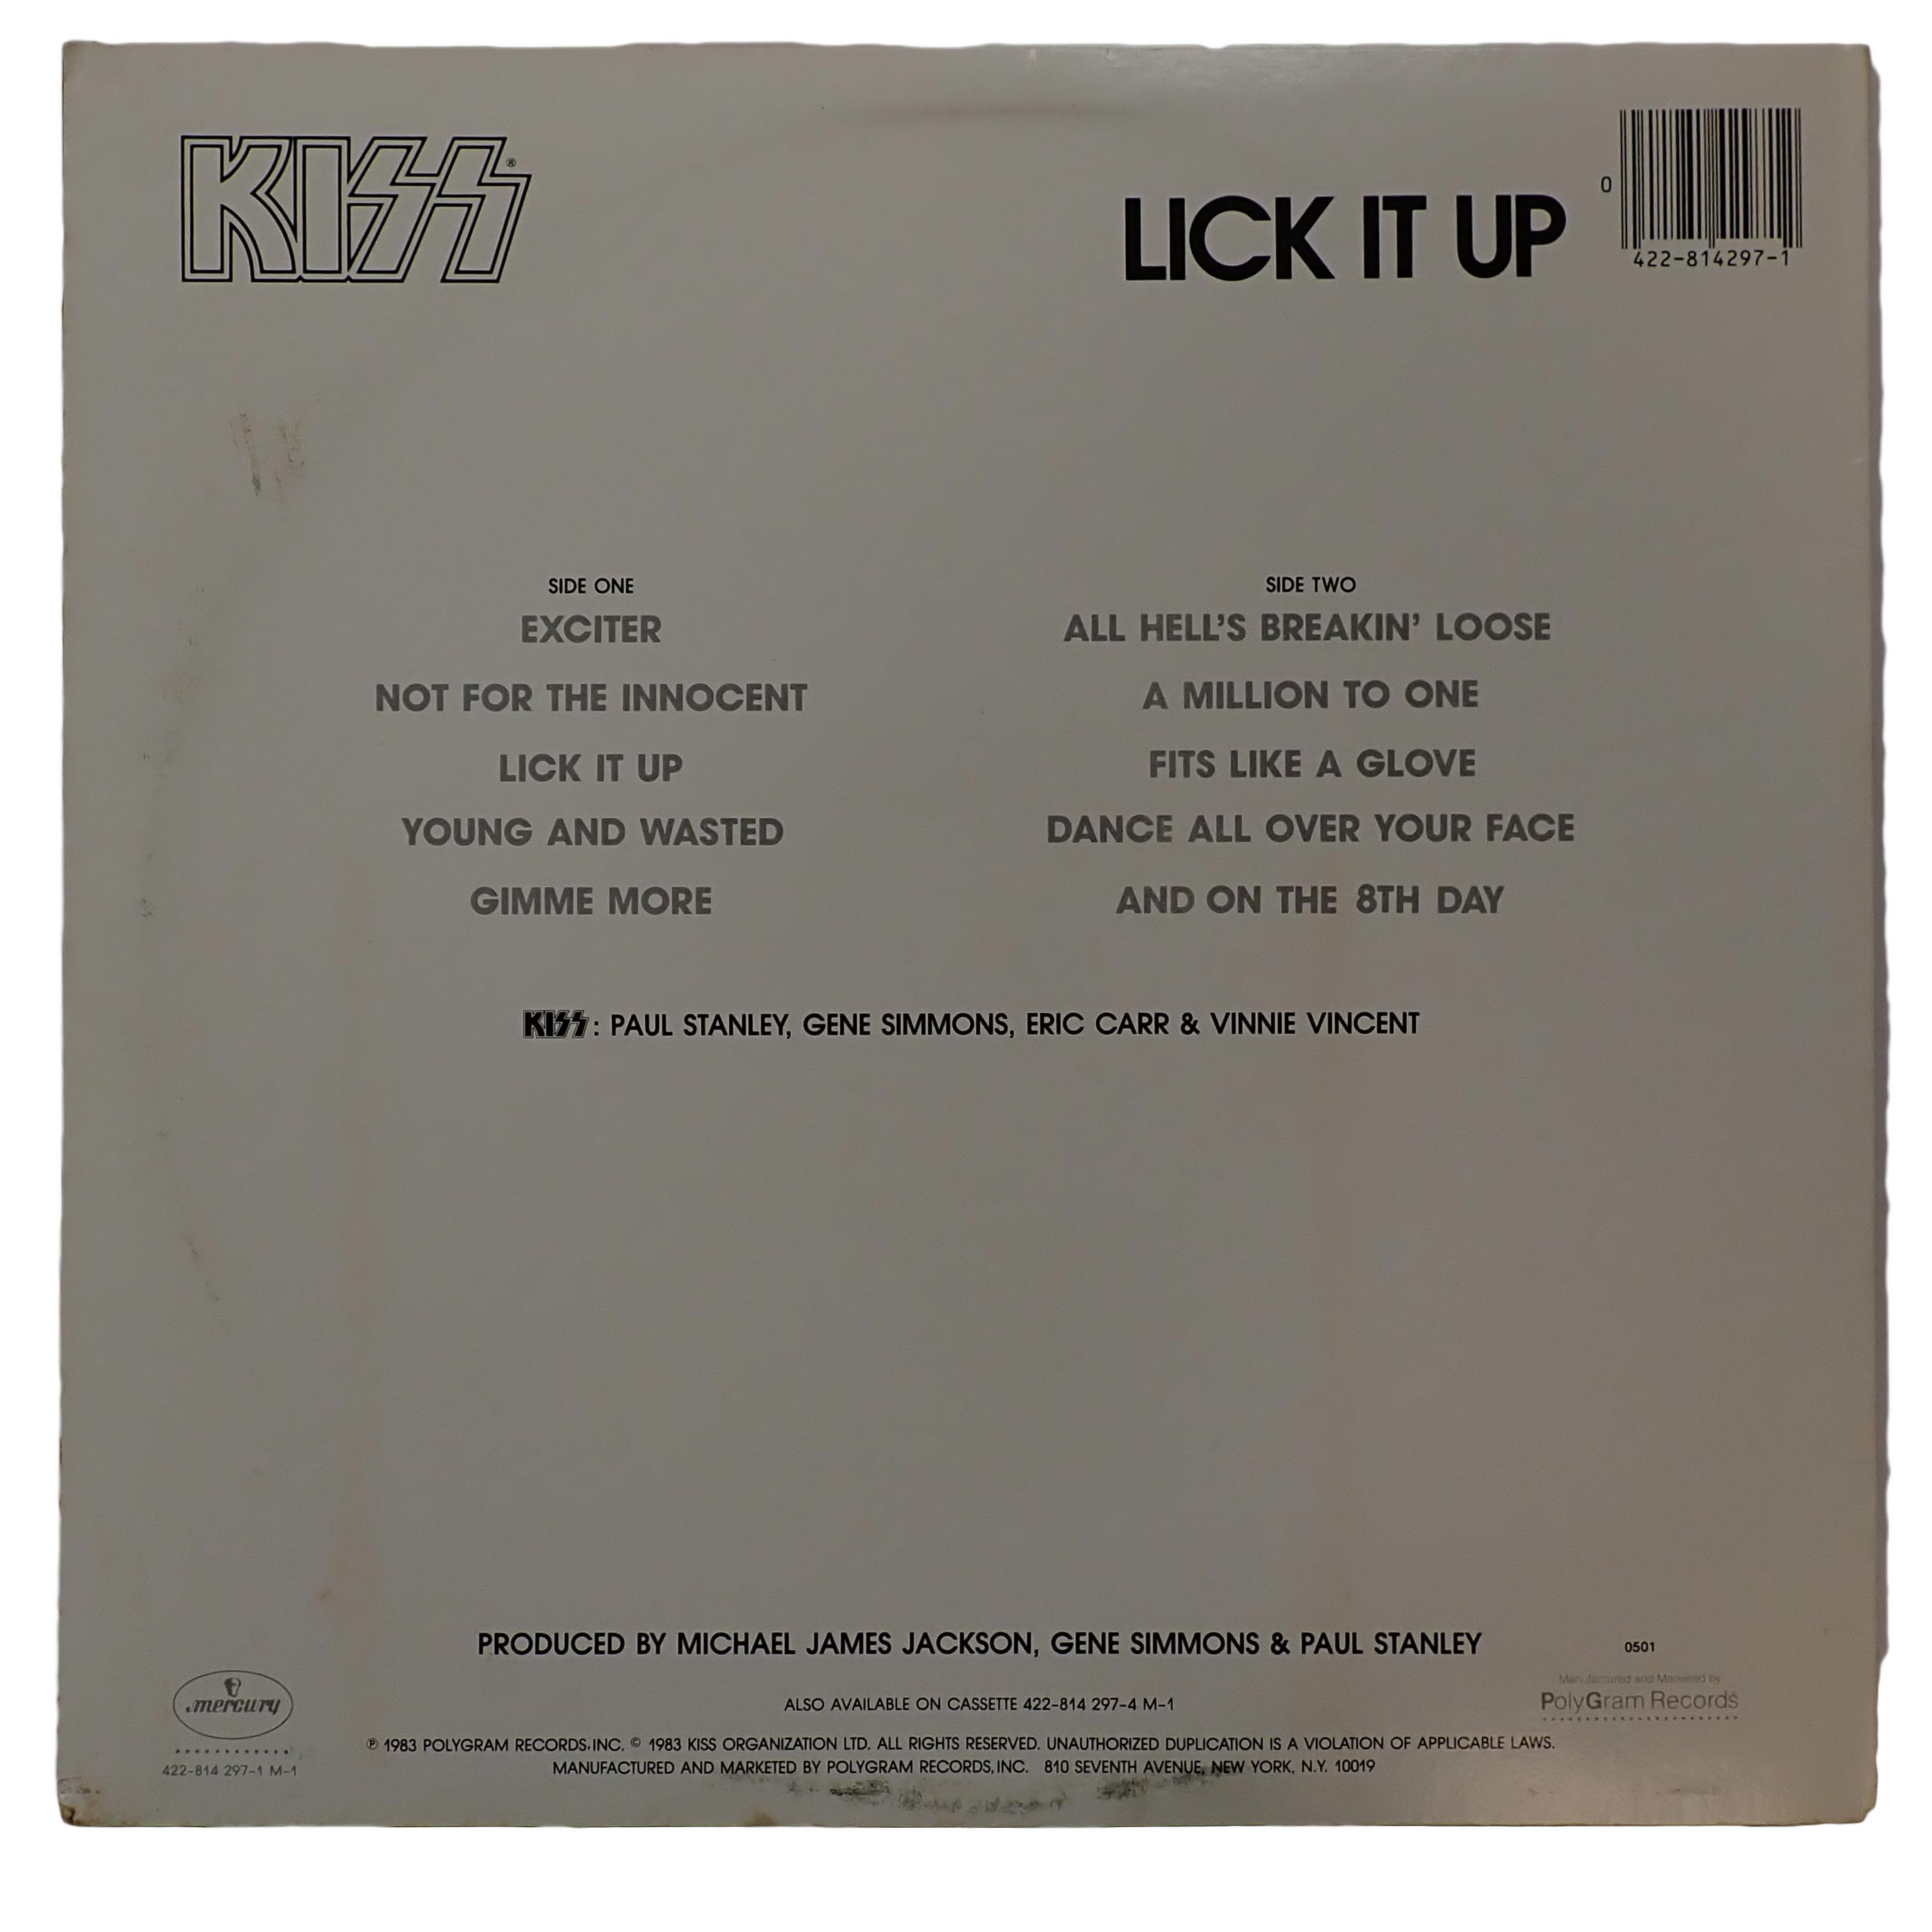 KISS®
LICK IT UP
0
422-814297-1
SIDE ONE
EXCITER
NOT FOR THE INNOCENT
LICK IT UP
YOUNG AND WASTED
GIMME MORE
SIDE TWO
ALL HELL'S BREAKIN' LOOSE
A MILLION TO ONE
FITS LIKE A GLOVE
DANCE ALL OVER YOUR FACE
AND ON THE 8TH DAY
KISS: PAUL STANLEY, GENE SIMMONS, ERIC CARR & VINNIE VINCENT
PRODUCED BY MICHAEL JAMES JACKSON, GENE SIMMONS & PAUL STANLEY
0501
Manufactured and Marketed by
PolyGram Records
mercury
422-814 297-1 M-1
ALSO AVAILABLE ON CASSETTE 422-814 297-4 M-1
℗ 1983 POLYGRAM RECORDS, INC. © 1983 KISS ORGANIZATION LTD. ALL RIGHTS RESERVED. UNAUTHORIZED DUPLICATION IS A VIOLATION OF APPLICABLE LAWS.
MANUFACTURED AND MARKETED BY POLYGRAM RECORDS, INC. 810 SEVENTH AVENUE, NEW YORK, N.Y. 10019